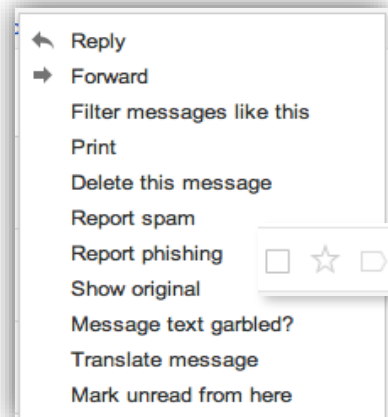 Reply
Forward
Filter messages like this
Print
Delete this message
Report spam
Report phishing
Show original
Message text garbled?
Translate message
Mark unread from here